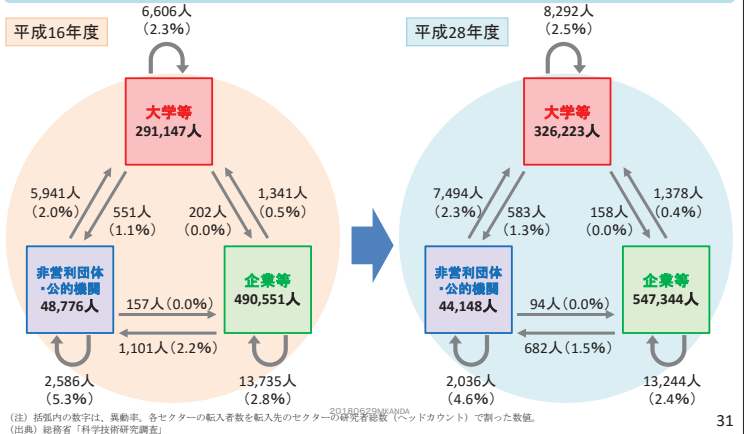 平成16年度
6,606人
(2.3%)
大学等
291,147人
5,941人
(2.0%)
551人
(1.1%)
202人
(0.0%)
1,341人
(0.5%)
非営利団体
・公的機関
48,776人
企業等
490,551人
157人(0.0%)
1,101人(2.2%)
2,586人
(5.3%)
13,735人
(2.8%)
平成28年度
8,292人
(2.5%)
大学等
326,223人
7,494人
(2.3%)
583人
(1.3%)
158人
(0.0%)
1,378人
(0.4%)
非営利団体
・公的機関
44,148人
企業等
547,344人
94人(0.0%)
682人(1.5%)
2,036人
(4.6%)
13,244人
(2.4%)
20180629MKANDA
(注) 括弧内の数字は、異動率。各セクターの転入者数を転入先のセクターの研究者総数(ヘッドカウント)で割った数値。
(出典) 総務省「科学技術研究調査」
31